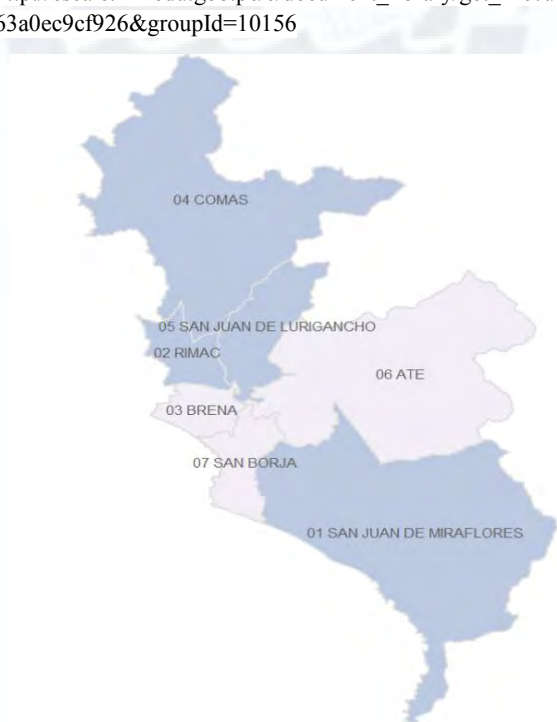 63a0ec9cf926&groupId=10156
04 COMAS
05 SAN JUAN DE LURIGANCHO
02 RIMAC
06 ATE
03 BRENA
07 SAN BORJA
01 SAN JUAN DE MIRAFLORES